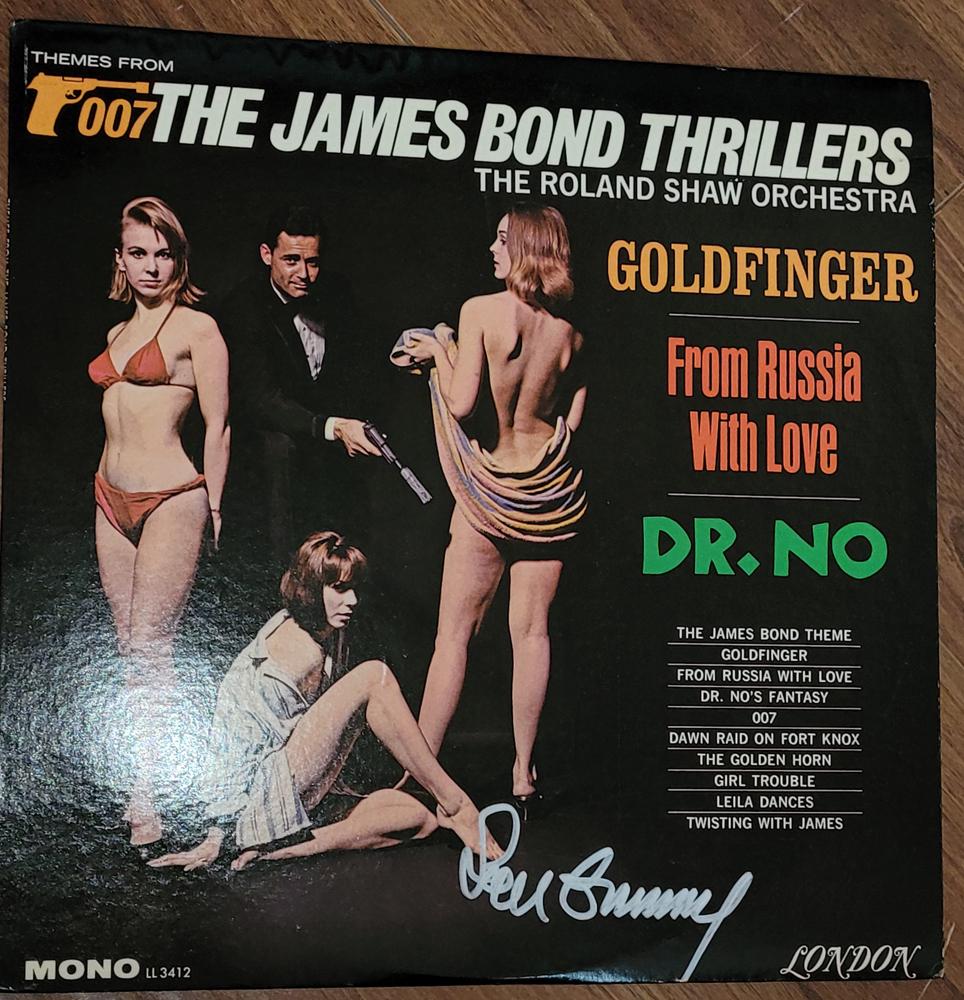 THEMES FROM
007 THE JAMES BOND THRILLERS
THE ROLAND SHAW ORCHESTRA
GOLDFINGER
From Russia
With Love
DR. NO
THE JAMES BOND THEME
GOLDFINGER
FROM RUSSIA WITH LOVE
DR. NO'S FANTASY
007
DAWN RAID ON FORT KNOX
THE GOLDEN HORN
GIRL TROUBLE
LEILA DANCES
TWISTING WITH JAMES
MONO LL 3412
LONDON